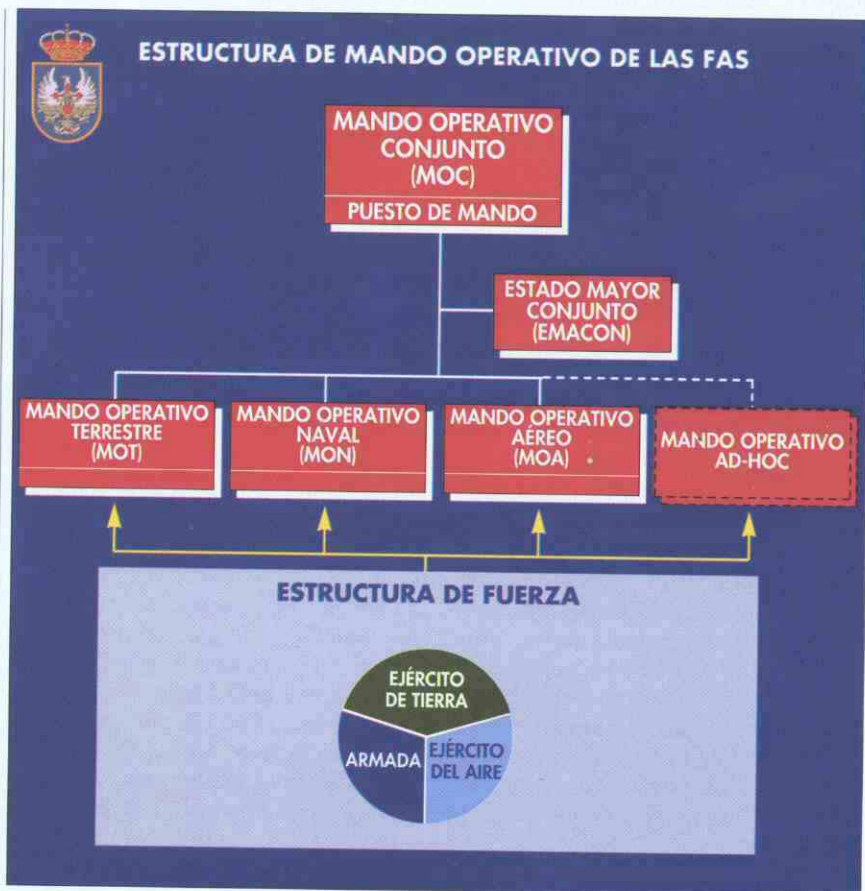 ESTRUCTURA DE MANDO OPERATIVO DE LAS FAS
MANDO OPERATIVO
CONJUNTO
(MOC)
PUESTO DE MANDO
ESTADO MAYOR
CONJUNTO
(EMACON)
MANDO OPERATIVO
TERRESTRE
(MOT)
MANDO OPERATIVO
NAVAL
(MON)
MANDO OPERATIVO
AÉREO
(MOA)
MANDO OPERATIVO
AD-HOC
ESTRUCTURA DE FUERZA
EJÉRCITO
DE TIERRA
ARMADA
EJÉRCITO
DEL AIRE